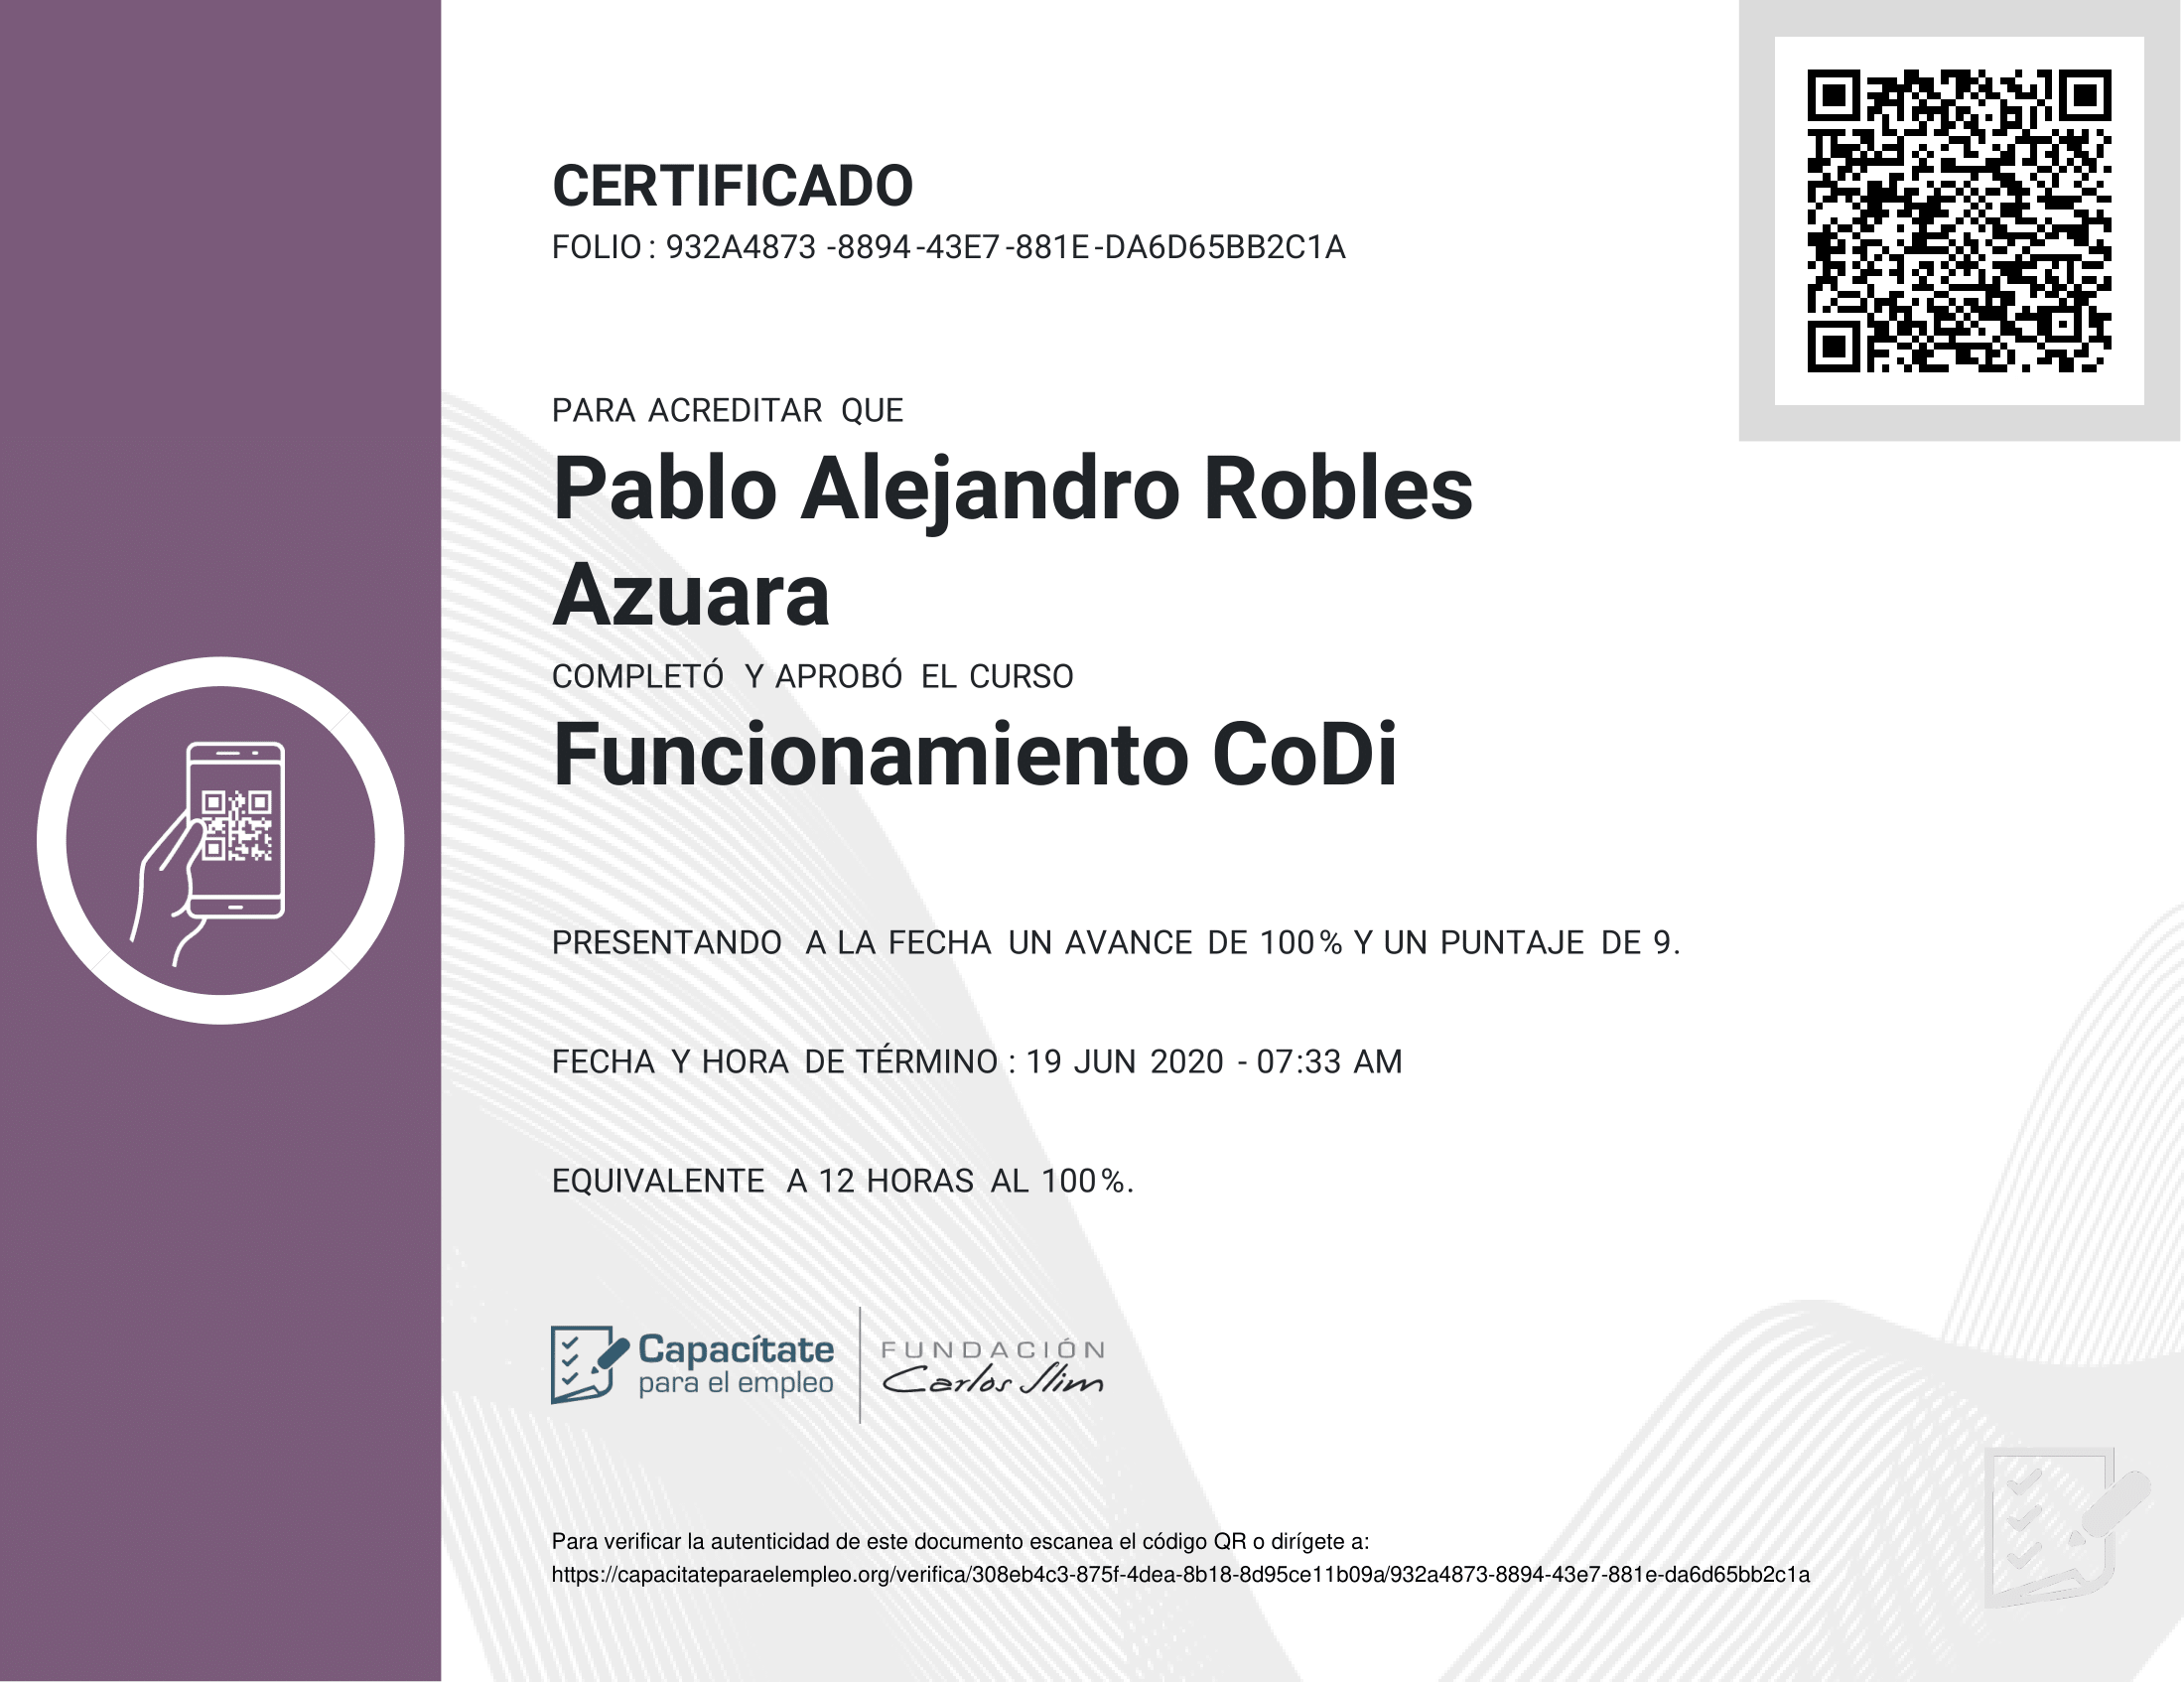 CERTIFICADO
FOLIO : 932A4873 -8894 -43E7 -881E -DA6D65BB2C1A
PARA ACREDITAR QUE
Pablo Alejandro Robles
Azuara
COMPLETÓ Y APROBÓ EL CURSO
Funcionamiento CoDi
PRESENTANDO A LA FECHA UN AVANCE DE 100% Y UN PUNTAJE DE 9.
FECHA Y HORA DE TÉRMINO : 19 JUN 2020 - 07:33 AM
EQUIVALENTE A 12 HORAS AL 100%.
Capacítate
para el empleo
FUNDACIÓN
Carlos Slim
Para verificar la autenticidad de este documento escanea el código QR o dirígete a:
https://capacitateparaelempleo.org/verifica/308eb4c3-875f-4dea-8b18-8d95ce11b09a/932a4873-8894-43e7-881e-da6d65bb2c1a